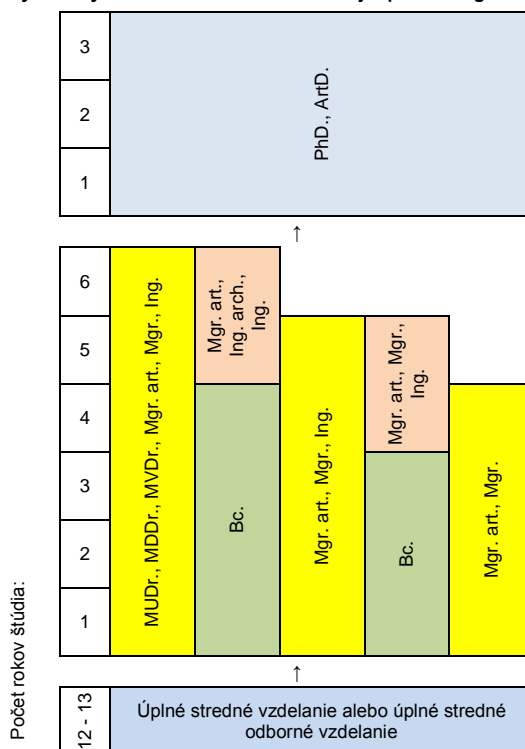 3
2
1
PhD., ArtD.
↑
6
5
4
3
2
1
MUDr., MDDr., MVDr., Mgr. art., Mgr., Ing.
Mgr. art.,
Ing. arch.,
Ing.
Bc.
Mgr. art., Mgr., Ing.
Mgr. art., Mgr.,
Ing.
Bc.
Mgr. art., Mgr.
↑
Počet rokov štúdia:
12 - 13
Úplné stredné vzdelanie alebo úplné stredné
odborné vzdelanie